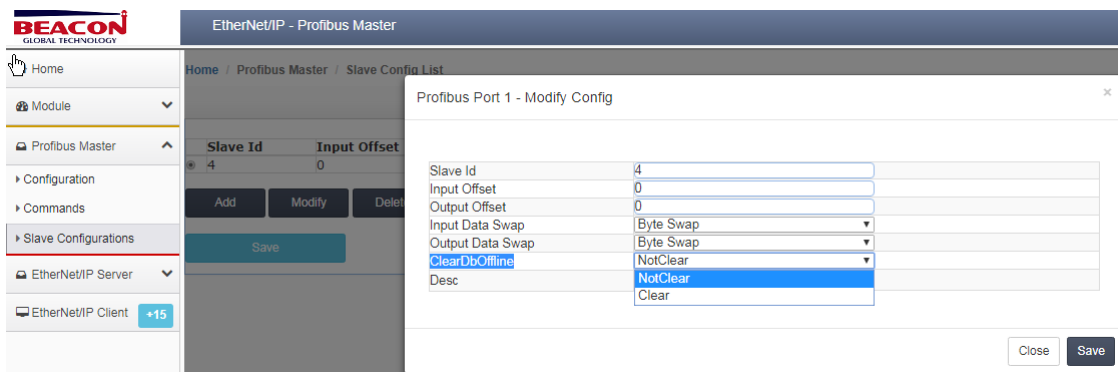 BEACON
GLOBAL TECHNOLOGY
EtherNet/IP - Profibus Master
Home
Module
Profibus Master
Configuration
Commands
Slave Configurations
EtherNet/IP Server
EtherNet/IP Client +15
Home / Profibus Master / Slave Config List
Slave Id Input Offset
4 0
Add Modify Delet
Save
Profibus Port 1 - Modify Config ×
Slave Id 4
Input Offset 0
Output Offset 0
Input Data Swap Byte Swap
Output Data Swap Byte Swap
ClearDbOffline NotClear
Desc NotClear
Clear
Close Save